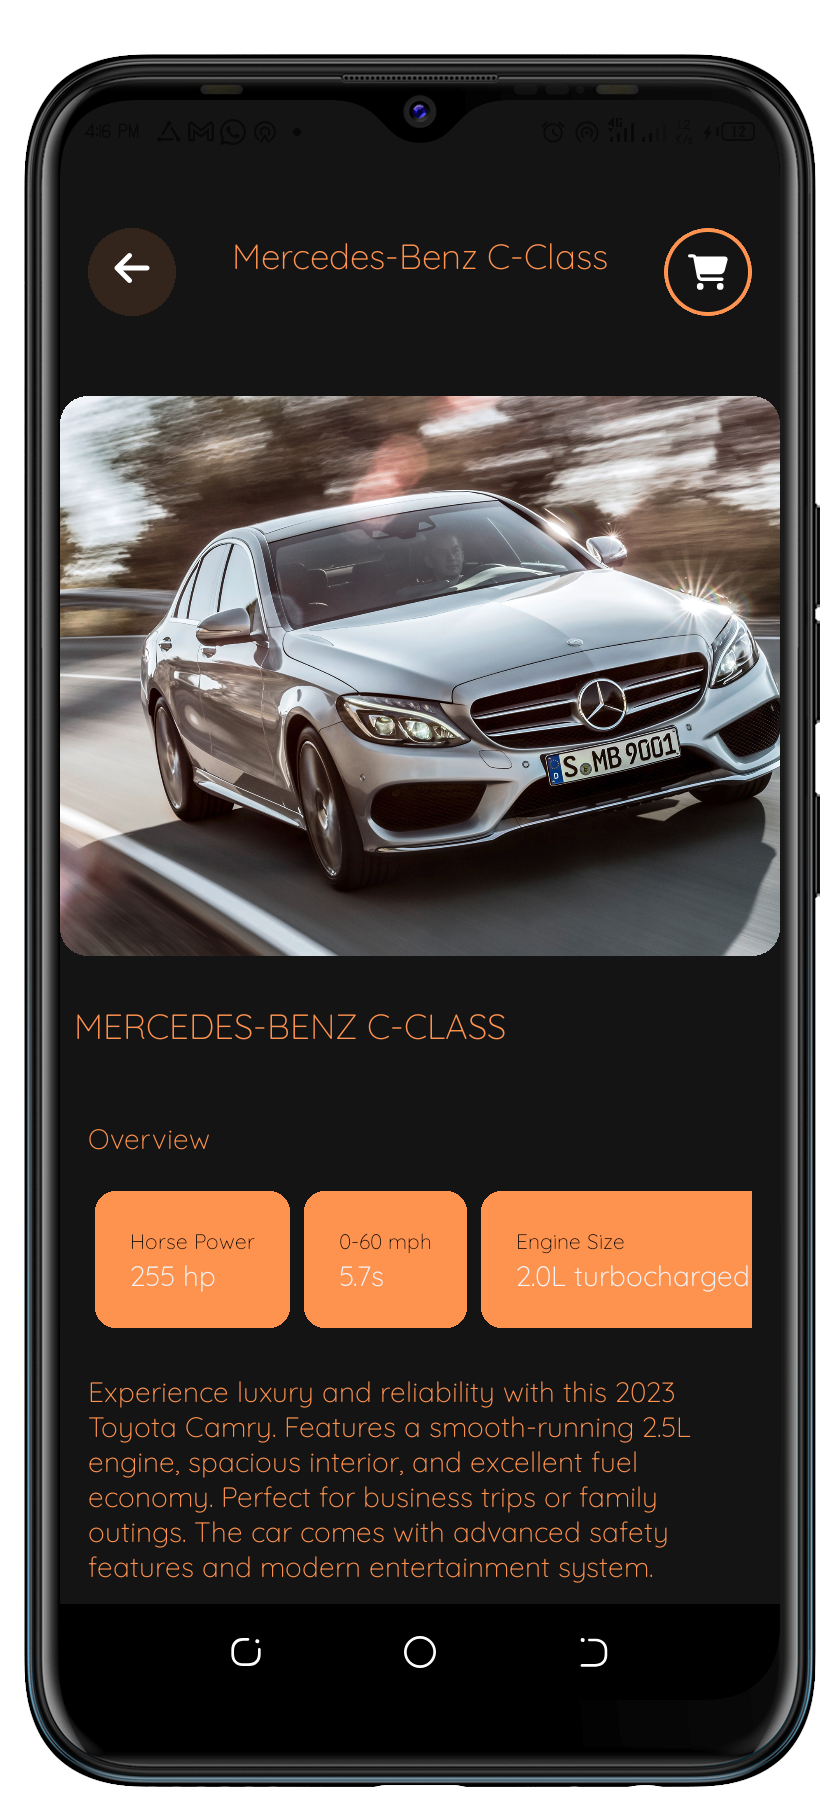 4:16 PM
4G
12
Mercedes-Benz C-Class
S MB 9001
D
MERCEDES-BENZ C-CLASS
Overview
Horse Power
255 hp
0-60 mph
5.7s
Engine Size
2.0L turbocharged
Experience luxury and reliability with this 2023
Toyota Camry. Features a smooth-running 2.5L
engine, spacious interior, and excellent fuel
economy. Perfect for business trips or family
outings. The car comes with advanced safety
features and modern entertainment system.